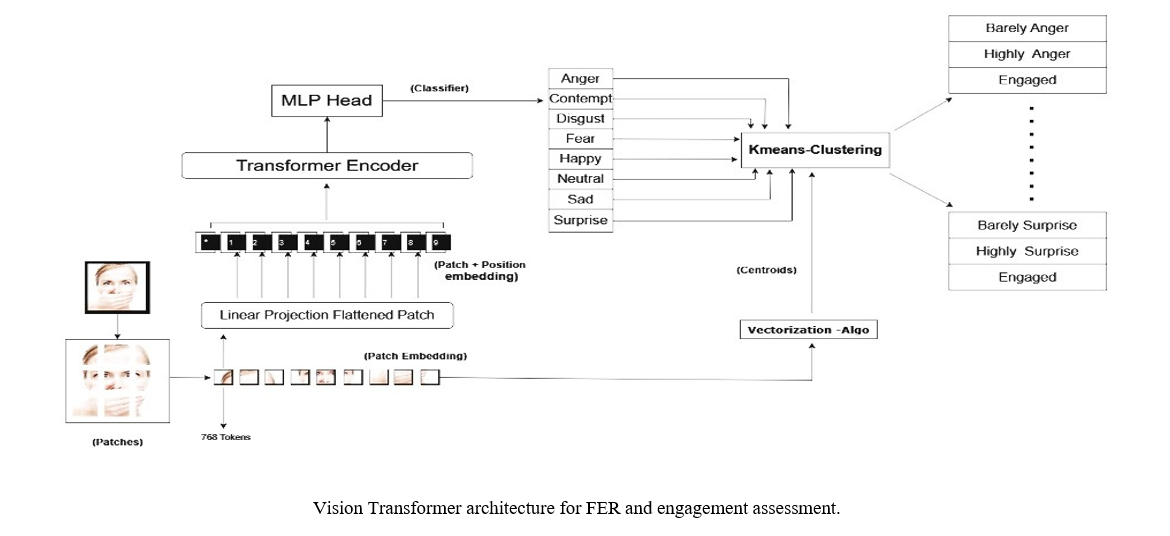 Barely Anger
Highly Anger
Engaged
MLP Head
(Classifier)
Anger
Contempt
Disgust
Fear
Happy
Neutral
Sad
Surprise
Kmeans-Clustering
Transformer Encoder
* 1 2 3 4 5 6 7 8 9
(Patch + Position
embedding)
Linear Projection Flattened Patch
(Patch Embedding)
(Patches)
768 Tokens
(Centroids)
Vectorization -Algo
Barely Surprise
Highly Surprise
Engaged
Vision Transformer architecture for FER and engagement assessment.